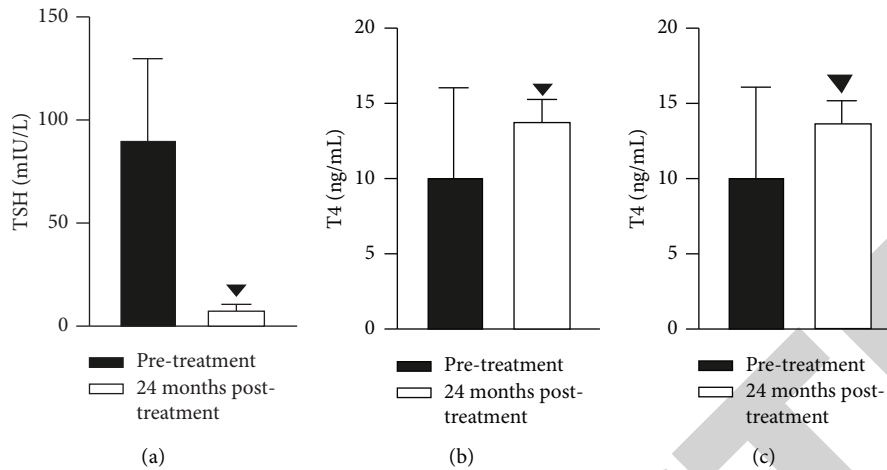 150
100
50
0
TSH (mIU/L)
Pre-treatment
24 months post-
treatment
(a)
20
15
10
5
0
T4 (ng/mL)
Pre-treatment
24 months post-
treatment
(b)
20
15
10
5
0
T4 (ng/mL)
Pre-treatment
24 months post-
treatment
(c)